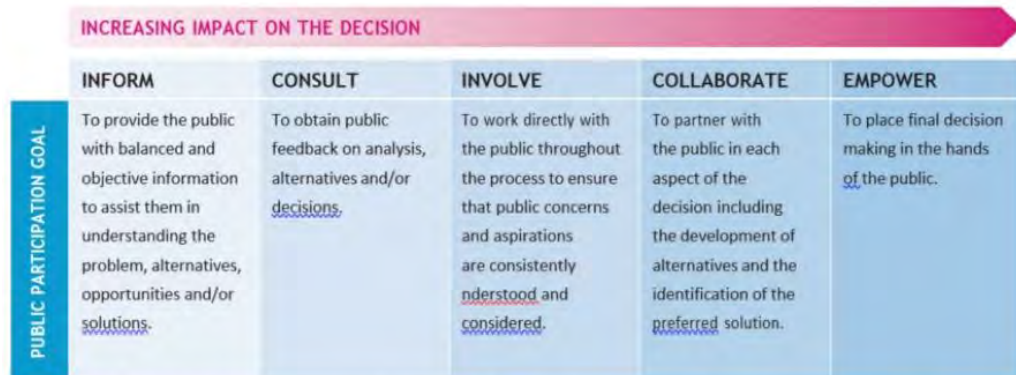 INCREASING IMPACT ON THE DECISION
INFORM
To provide the public
with balanced and
objective information
to assist them in
understanding the
problem, alternatives,
opportunities and/or
solutions.
CONSULT
To obtain public
feedback on analysis,
alternatives and/or
decisions.
INVOLVE
To work directly with
the public throughout
the process to ensure
that public concerns
and aspirations
are consistently
nderstood and
considered.
COLLABORATE
To partner with
the public in each
aspect of the
decision including
the development of
alternatives and the
identification of the
preferred solution.
EMPOWER
To place final decision
making in the hands
of the public.
PUBLIC PARTICIPATION GOAL